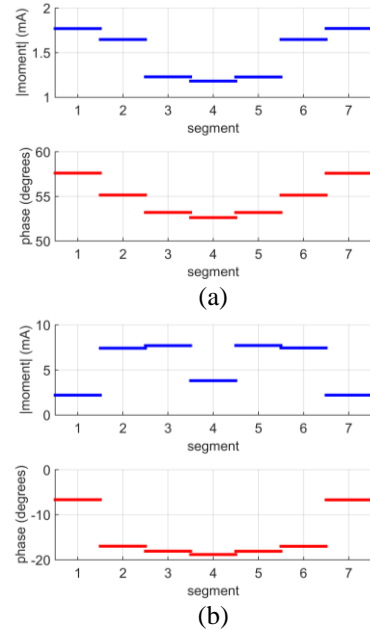 |moment| (mA)
2
1.5
1
1 2 3 4 5 6 7
segment
phase (degrees)
60
55
50
1 2 3 4 5 6 7
segment
(a)
|moment| (mA)
10
5
0
1 2 3 4 5 6 7
segment
phase (degrees)
0
-10
-20
1 2 3 4 5 6 7
segment
(b)